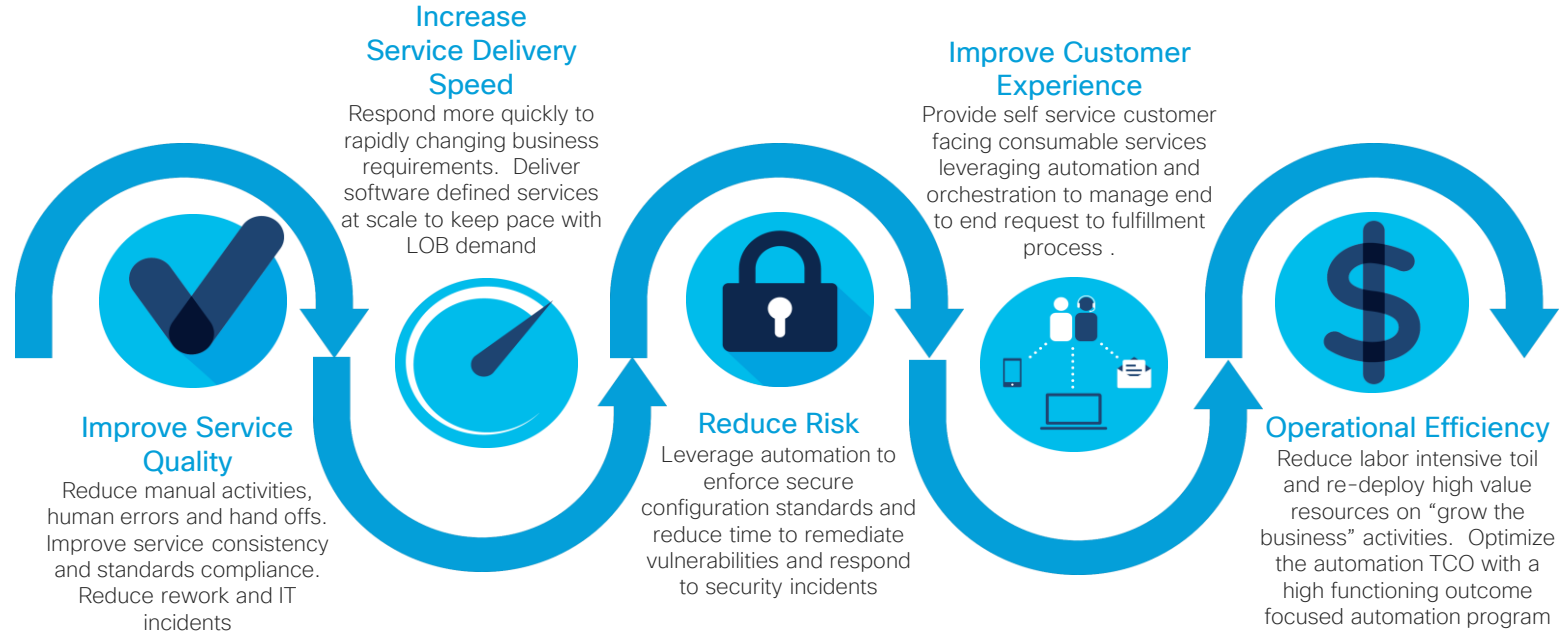 Improve Service
Quality
Reduce manual activities,
human errors and hand offs.
Improve service consistency
and standards compliance.
Reduce rework and IT
incidents
Increase
Service Delivery
Speed
Respond more quickly to
rapidly changing business
requirements.  Deliver
software defined services
at scale to keep pace with
LOB demand
Reduce Risk
Leverage automation to
enforce secure
configuration standards and
reduce time to remediate
vulnerabilities and respond
to security incidents
Improve Customer
Experience
Provide self service customer
facing consumable services
leveraging automation and
orchestration to manage end
to end request to fulfillment
process .
Operational Efficiency
Reduce labor intensive toil
and re-deploy high value
resources on “grow the
business” activities.  Optimize
the automation TCO with a
high functioning outcome
focused automation program